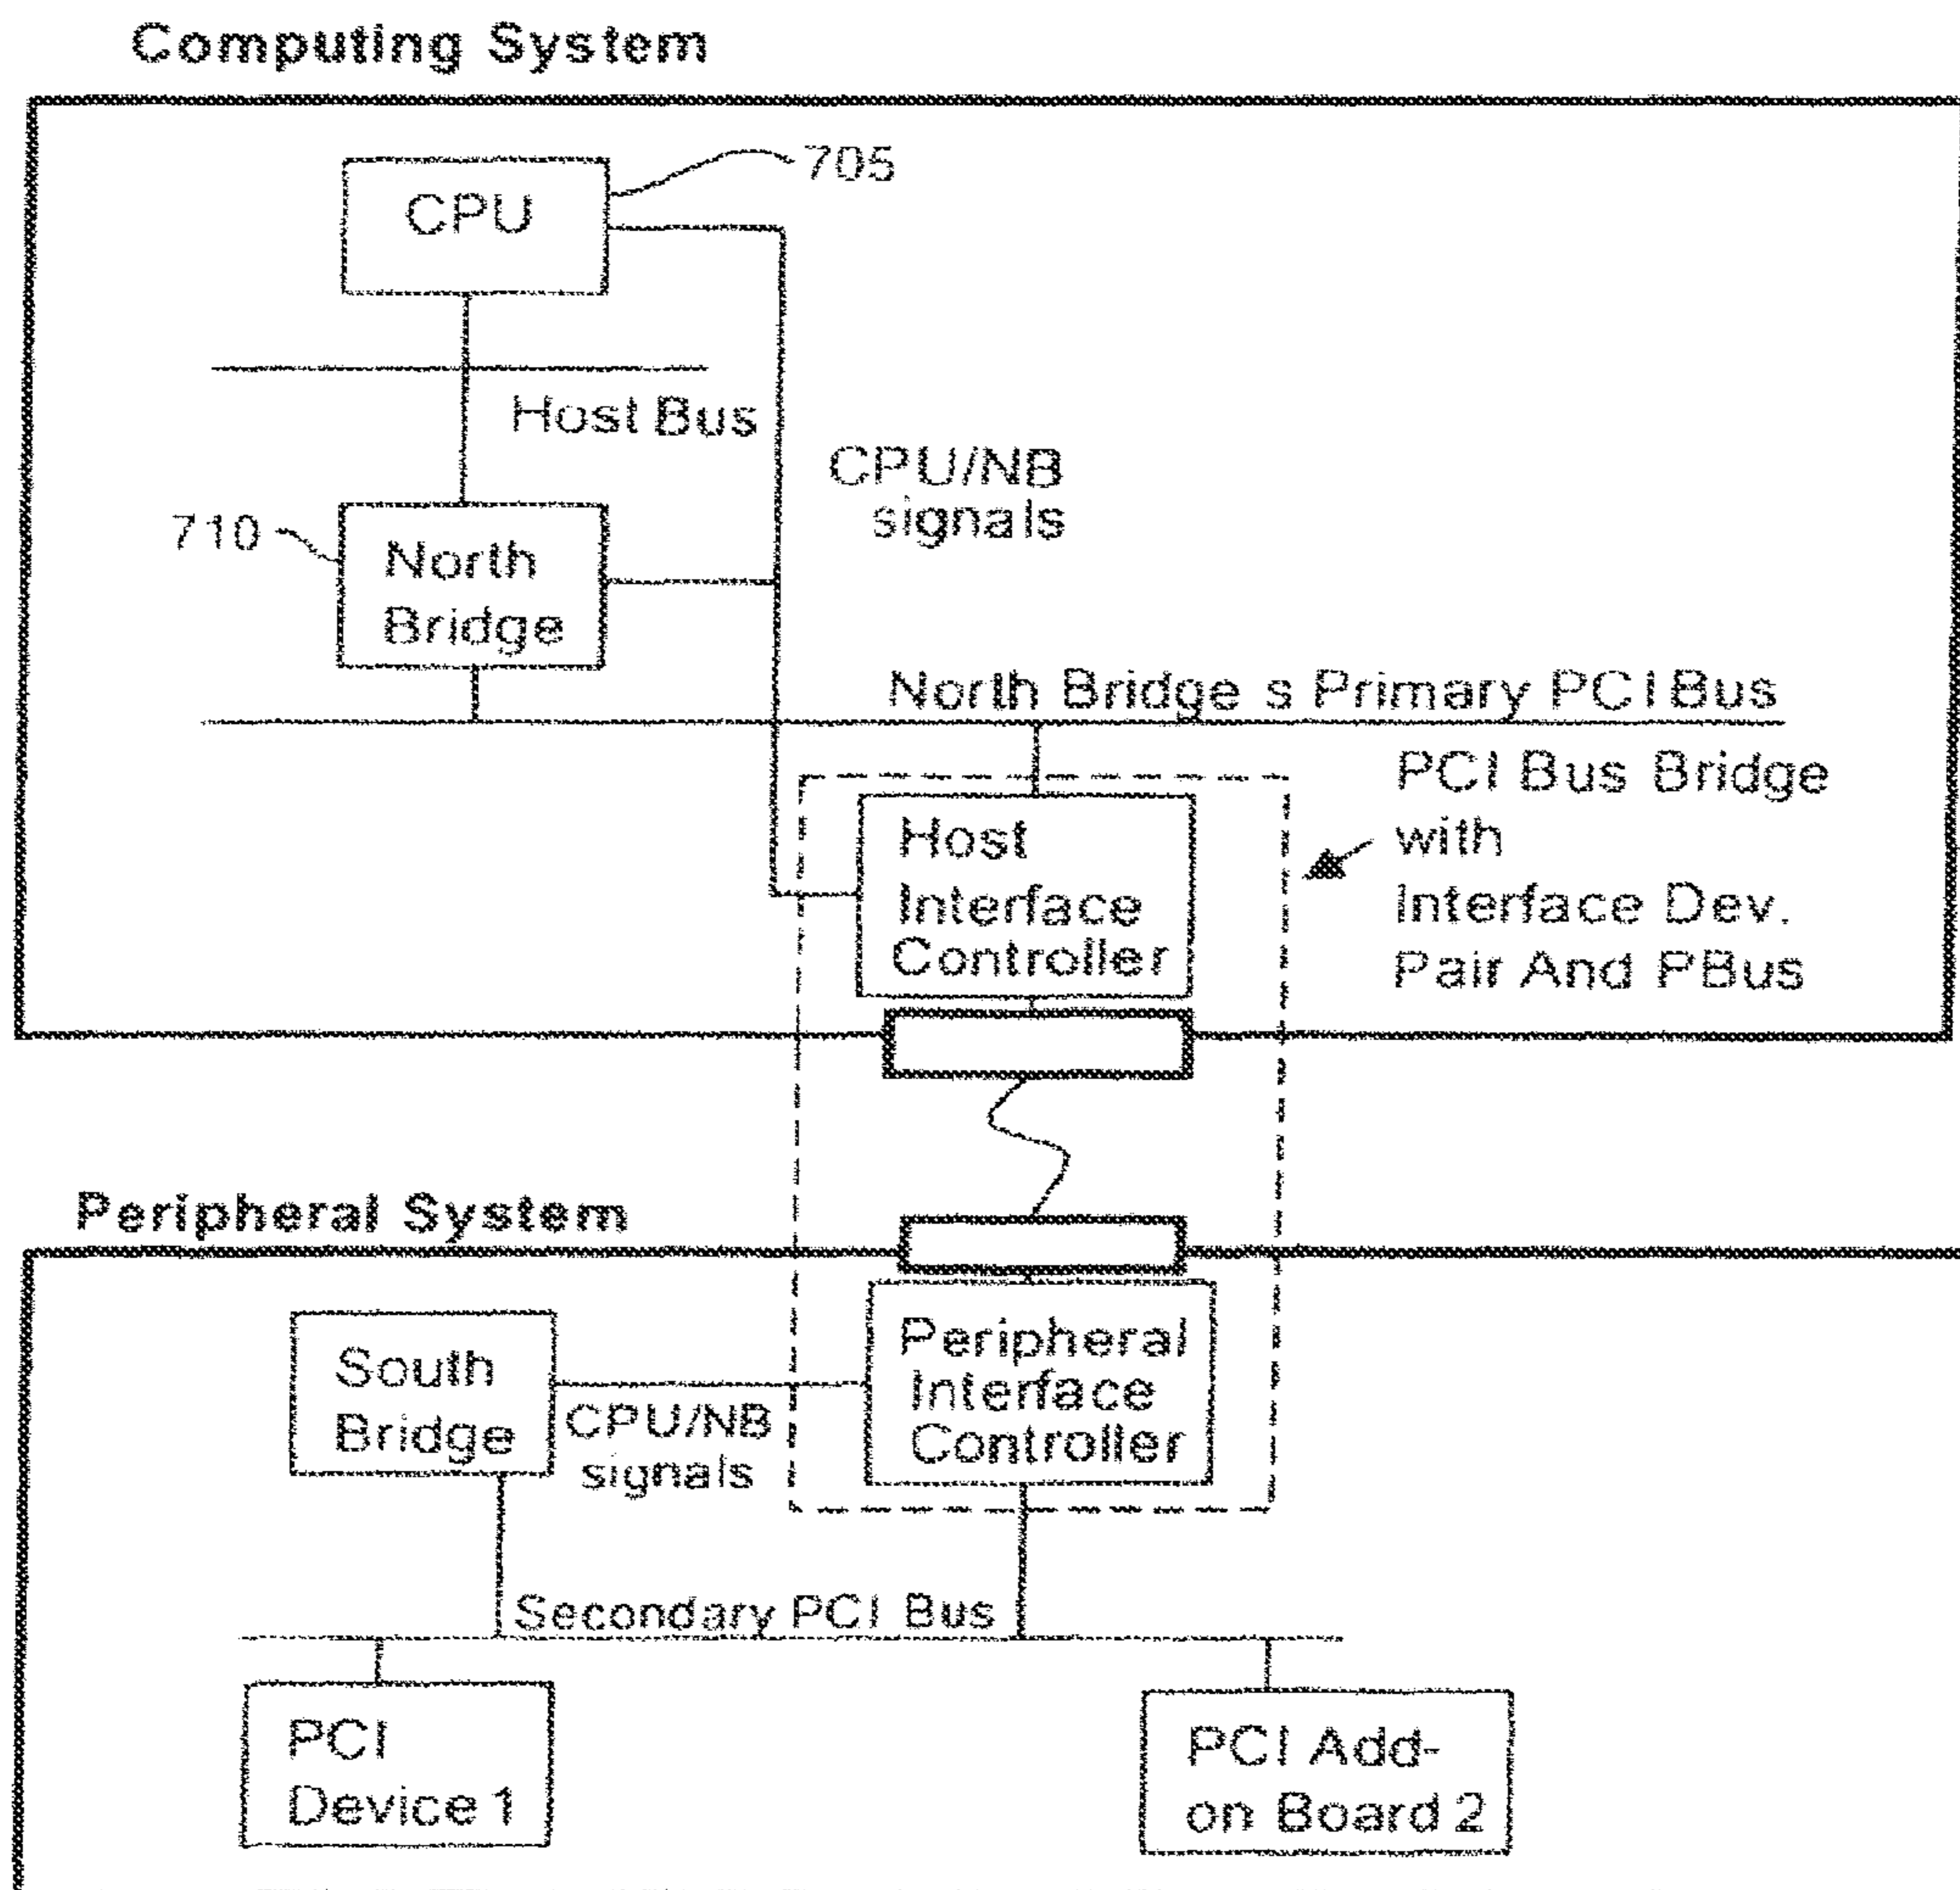 Computing System
CPU
705
Host Bus
CPU/NB
signals
710
North
Bridge
North Bridge s Primary PCI Bus
PCI Bus Bridge
with
Interface Dev.
Pair And PBus
Host
Interface
Controller
Peripheral System
South
Bridge
CPU/NB
signals
Peripheral
Interface
Controller
Secondary PCI Bus
PCI
Device 1
PCI Add-
on Board 2